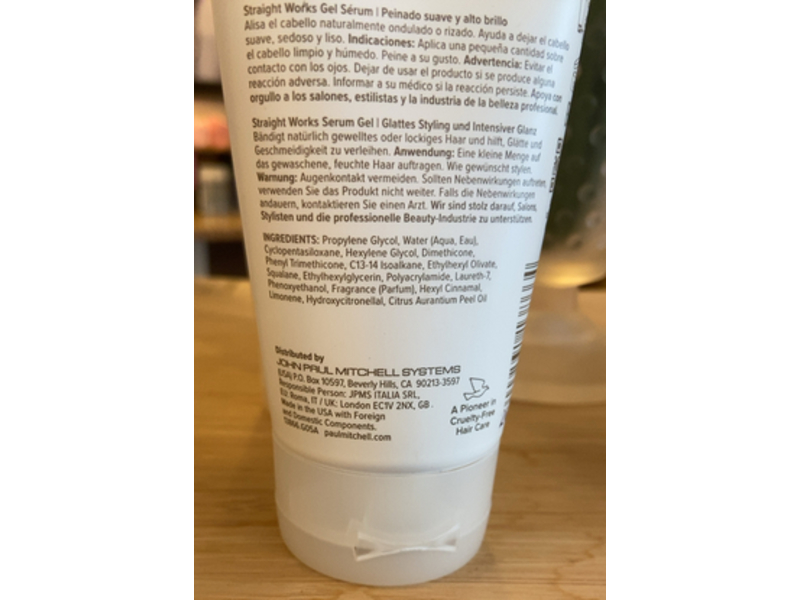 Straight Works Gel Sérum | Peinado suave y alto brillo
Alisa el cabello naturalmente ondulado o rizado. Ayuda a dejar el cabello
suave, sedoso y liso. Indicaciones: Aplica una pequeña cantidad sobre
el cabello limpio y húmedo. Peine a su gusto. Advertencia: Evitar el
contacto con los ojos. Dejar de usar el producto si se produce alguna
reacción adversa. Informar a su médico si la reacción persiste. Apoya con
orgullo a los salones, estilistas y la industria de la belleza profesional.
Straight Works Serum Gel | Glattes Styling und Intensiver Glanz
Bändigt natürlich gewelltes oder lockiges Haar und hilft, Glätte und
Geschmeidigkeit zu verleihen. Anwendung: Eine kleine Menge auf
das gewaschene, feuchte Haar auftragen. Wie gewünscht stylen.
Warnung: Augenkontakt vermeiden. Sollten Nebenwirkungen auftreten,
verwenden Sie das Produkt nicht weiter. Falls die Nebenwirkungen
andauern, kontaktieren Sie einen Arzt. Wir sind stolz darauf, Salons,
Stylisten und die professionelle Beauty-Industrie zu unterstützen.
INGREDIENTS: Propylene Glycol, Water (Aqua, Eau),
Cyclopentasiloxane, Hexylene Glycol, Dimethicone,
Phenyl Trimethicone, C13-14 Isoalkane, Ethylhexyl Olivate,
Squalane, Ethylhexylglycerin, Polyacrylamide, Laureth-7,
Phenoxyethanol, Fragrance (Parfum), Hexyl Cinnamal,
Limonene, Hydroxycitronellal, Citrus Aurantium Peel Oil
Distributed by
JOHN PAUL MITCHELL SYSTEMS
(USA) P.O. Box 10597, Beverly Hills, CA 90213-3597
Responsible Person: JPMS ITALIA SRL,
EU: Roma, IT / UK: London EC1V 2NX, GB.
Made in the USA with Foreign
and Domestic Components.
12866.G05A paulmitchell.com
A Pioneer in
Cruelty-Free
Hair Care